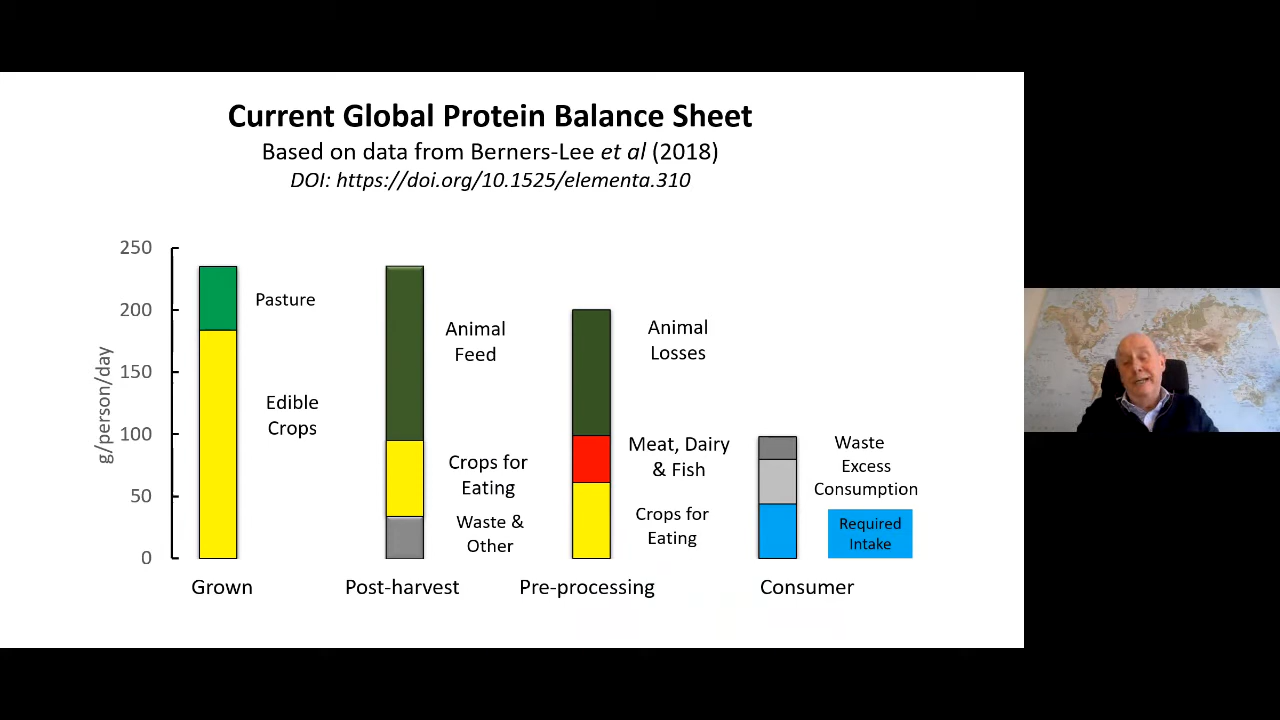 Current Global Protein Balance Sheet
Based on data from Berners-Lee et al (2018)
DOI: https://doi.org/10.1525/elementa.310
g/person/day
250
200
150
100
50
0
Pasture
Edible
Crops
Animal
Feed
Crops for
Eating
Waste &
Other
Animal
Losses
Meat, Dairy
& Fish
Crops for
Eating
Waste
Excess
Consumption
Required
Intake
Grown
Post-harvest
Pre-processing
Consumer